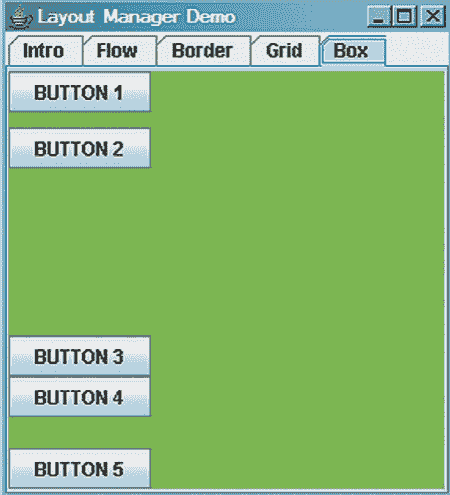 Layout Manager Demo
Intro Flow Border Grid Box
BUTTON 1
BUTTON 2
BUTTON 3
BUTTON 4
BUTTON 5